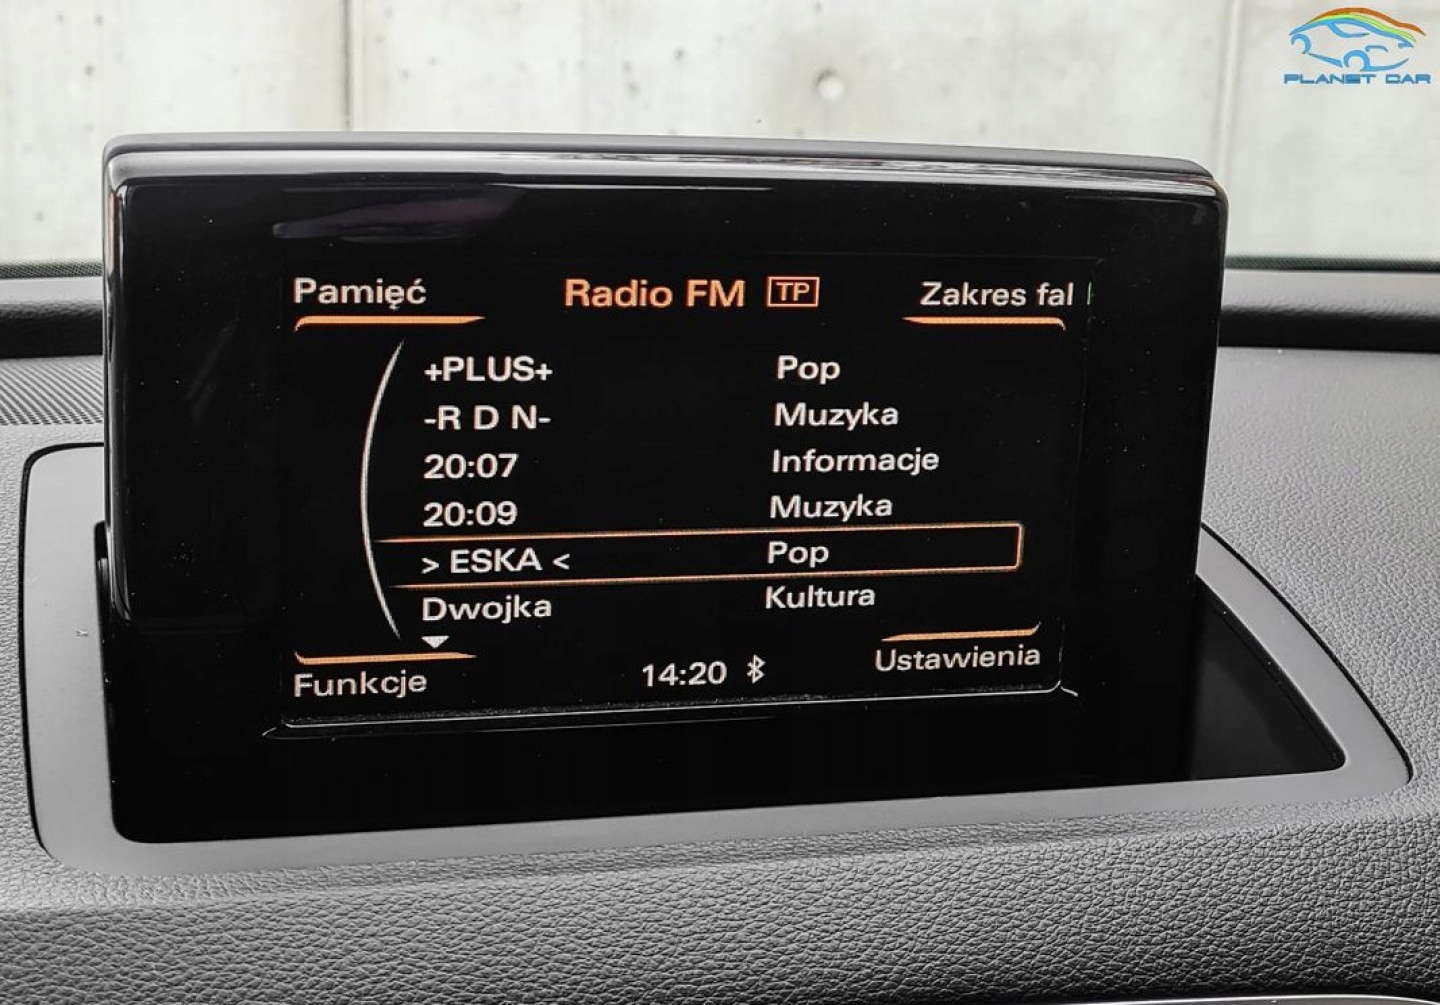 PLANET CAR
Pamięć Radio FM TP Zakres fal
+PLUS+ Pop
-R D N- Muzyka
20:07 Informacje
20:09 Muzyka
> ESKA < Pop
Dwojka Kultura
Funkcje 14:20 Ustawienia